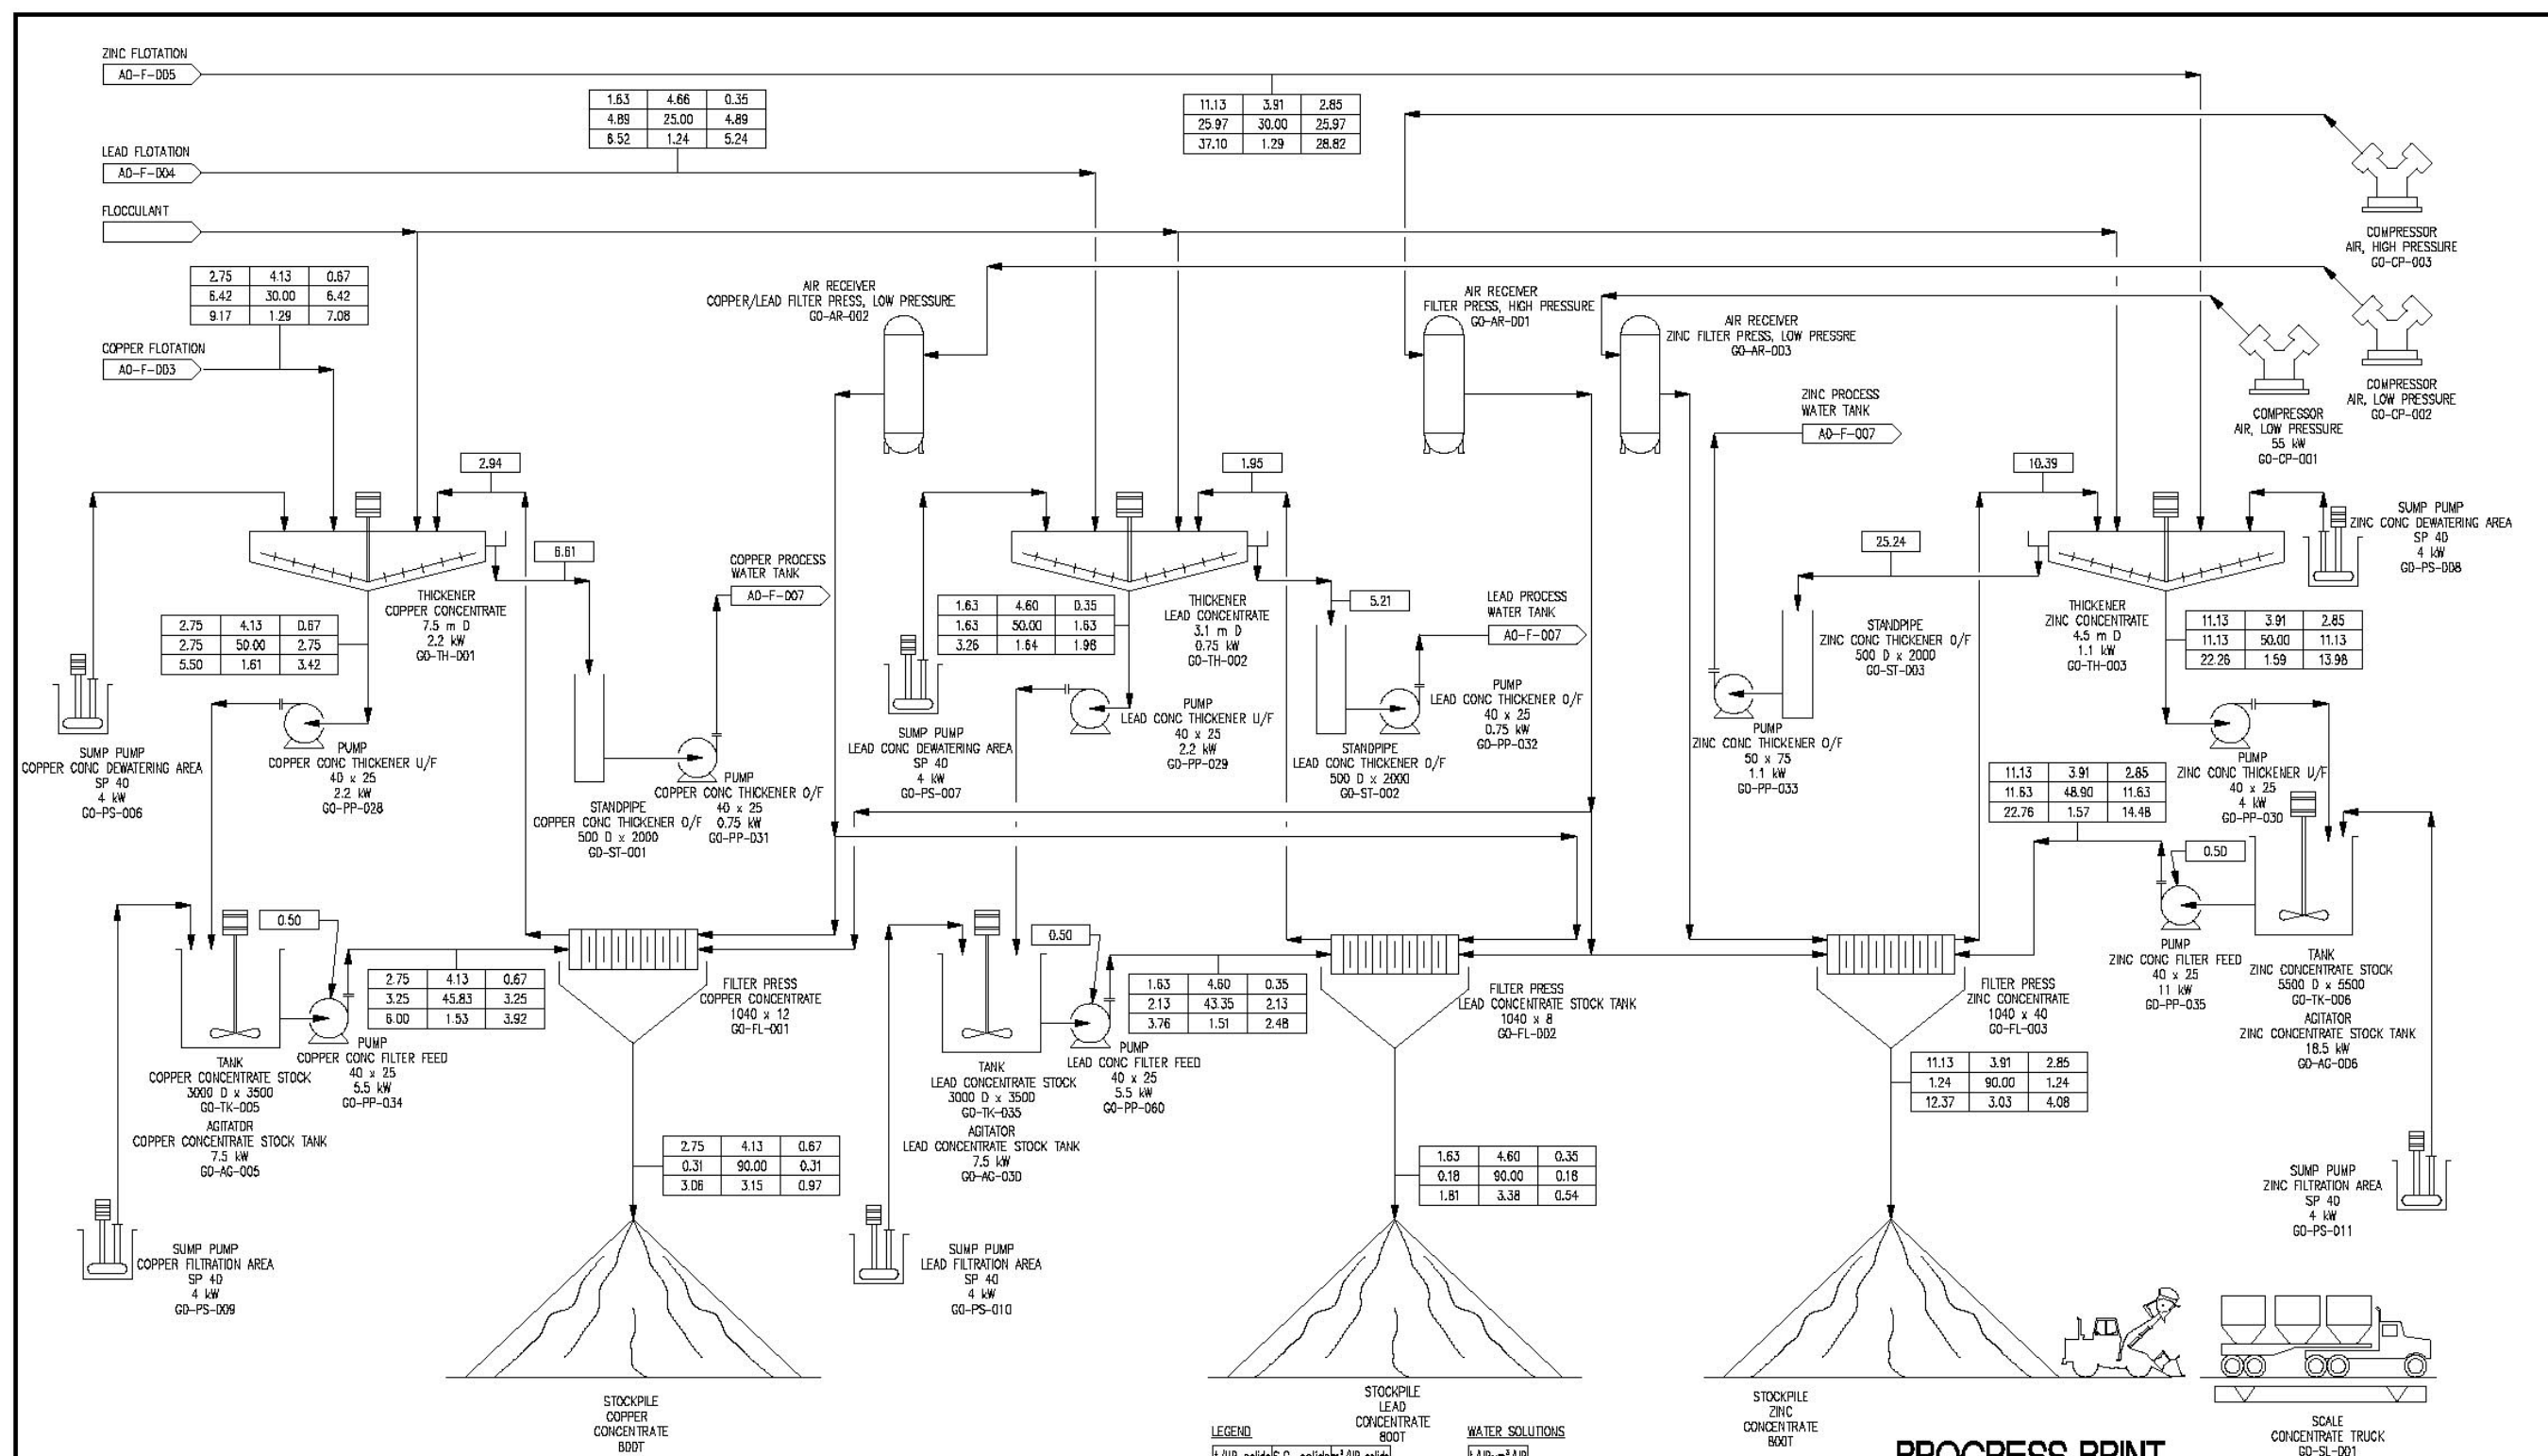 ZINC FLOTATION
AO-F-005
1.63 4.66 0.35
4.89 25.00 4.89
6.52 1.24 5.24
11.13 3.91 2.85
25.97 30.00 25.97
37.10 1.29 28.82
LEAD FLOTATION
AO-F-004
FLOCCULANT
COMPRESSOR
AIR, HIGH PRESSURE
GO-CP-003
2.75 4.13 0.67
6.42 30.00 6.42
9.17 1.29 7.08
COPPER FLOTATION
AO-F-003
AIR RECEIVER
COPPER/LEAD FILTER PRESS, LOW PRESSURE
GO-AR-002
AIR RECEIVER
FILTER PRESS, HIGH PRESSURE
GO-AR-001
AIR RECEIVER
ZINC FILTER PRESS, LOW PRESSRE
GO-AR-003
COMPRESSOR
AIR, LOW PRESSURE
GO-CP-002
COMPRESSOR
AIR, LOW PRESSURE
55 kW
GO-CP-001
ZINC PROCESS
WATER TANK
AO-F-007
2.94
1.95
10.39
6.61
COPPER PROCESS
WATER TANK
AO-F-007
25.24
SUMP PUMP
ZINC CONC DEWATERING AREA
SP 40
4 kW
GO-PS-008
THICKENER
COPPER CONCENTRATE
7.5 m D
2.2 kW
GO-TH-001
2.75 4.13 0.67
2.75 50.00 2.75
5.50 1.61 3.42
1.63 4.60 0.35
1.63 50.00 1.63
3.26 1.64 1.98
THICKENER
LEAD CONCENTRATE
3.1 m D
0.75 kW
GO-TH-002
5.21
LEAD PROCESS
WATER TANK
AO-F-007
STANDPIPE
ZINC CONC THICKENER O/F
500 D x 2000
GO-ST-003
THICKENER
ZINC CONCENTRATE
4.5 m D
1.1 kW
GO-TH-003
11.13 3.91 2.85
11.13 50.00 11.13
22.26 1.59 13.98
SUMP PUMP
COPPER CONC DEWATERING AREA
SP 40
4 kW
GO-PS-006
PUMP
COPPER CONC THICKENER U/F
40 x 25
2.2 kW
GO-PP-028
PUMP
COPPER CONC THICKENER O/F
40 x 25
0.75 kW
GO-PP-031
STANDPIPE
COPPER CONC THICKENER O/F
500 D x 2000
GO-ST-001
SUMP PUMP
LEAD CONC DEWATERING AREA
SP 40
4 kW
GO-PS-007
PUMP
LEAD CONC THICKENER U/F
40 x 25
2.2 kW
GO-PP-029
STANDPIPE
LEAD CONC THICKENER O/F
500 D x 2000
GO-ST-002
PUMP
LEAD CONC THICKENER O/F
40 x 25
0.75 kW
GO-PP-032
PUMP
ZINC CONC THICKENER O/F
50 x 75
1.1 kW
GO-PP-033
PUMP
ZINC CONC THICKENER U/F
40 x 25
4 kW
GO-PP-030
11.13 3.91 2.85
11.63 48.90 11.63
22.76 1.57 14.48
0.50
0.50
0.50
2.75 4.13 0.67
3.25 45.83 3.25
6.00 1.53 3.92
1.63 4.60 0.35
2.13 43.35 2.13
3.76 1.51 2.48
FILTER PRESS
COPPER CONCENTRATE
1040 x 12
GO-FL-001
FILTER PRESS
LEAD CONCENTRATE STOCK TANK
1040 x 8
GO-FL-002
FILTER PRESS
ZINC CONCENTRATE
1040 x 40
GO-FL-003
PUMP
ZINC CONC FILTER FEED
40 x 25
11 kW
GO-PP-035
TANK
ZINC CONCENTRATE STOCK
5500 D x 5500
GO-TK-006
AGITATOR
ZINC CONCENTRATE STOCK TANK
18.5 kW
GO-AG-006
TANK
COPPER CONCENTRATE STOCK
3000 D x 3500
GO-TK-005
AGITATOR
COPPER CONCENTRATE STOCK TANK
7.5 kW
GO-AG-005
PUMP
COPPER CONC FILTER FEED
40 x 25
5.5 kW
GO-PP-034
TANK
LEAD CONCENTRATE STOCK
3000 D x 3500
GO-TK-035
AGITATOR
LEAD CONCENTRATE STOCK TANK
7.5 kW
GO-AG-030
PUMP
LEAD CONC FILTER FEED
40 x 25
5.5 kW
GO-PP-060
11.13 3.91 2.85
1.24 90.00 1.24
12.37 3.03 4.08
2.75 4.13 0.67
0.31 90.00 0.31
3.06 3.15 0.97
1.63 4.60 0.35
0.18 90.00 0.18
1.81 3.38 0.54
SUMP PUMP
ZINC FILTRATION AREA
SP 40
4 kW
GO-PS-011
SUMP PUMP
COPPER FILTRATION AREA
SP 40
4 kW
GO-PS-009
SUMP PUMP
LEAD FILTRATION AREA
SP 40
4 kW
GO-PS-010
STOCKPILE
COPPER
CONCENTRATE
800T
STOCKPILE
LEAD
CONCENTRATE
800T
STOCKPILE
ZINC
CONCENTRATE
800T
SCALE
CONCENTRATE TRUCK
GO-SL-001
LEGEND
WATER SOLUTIONS
PROGRESS PRINT